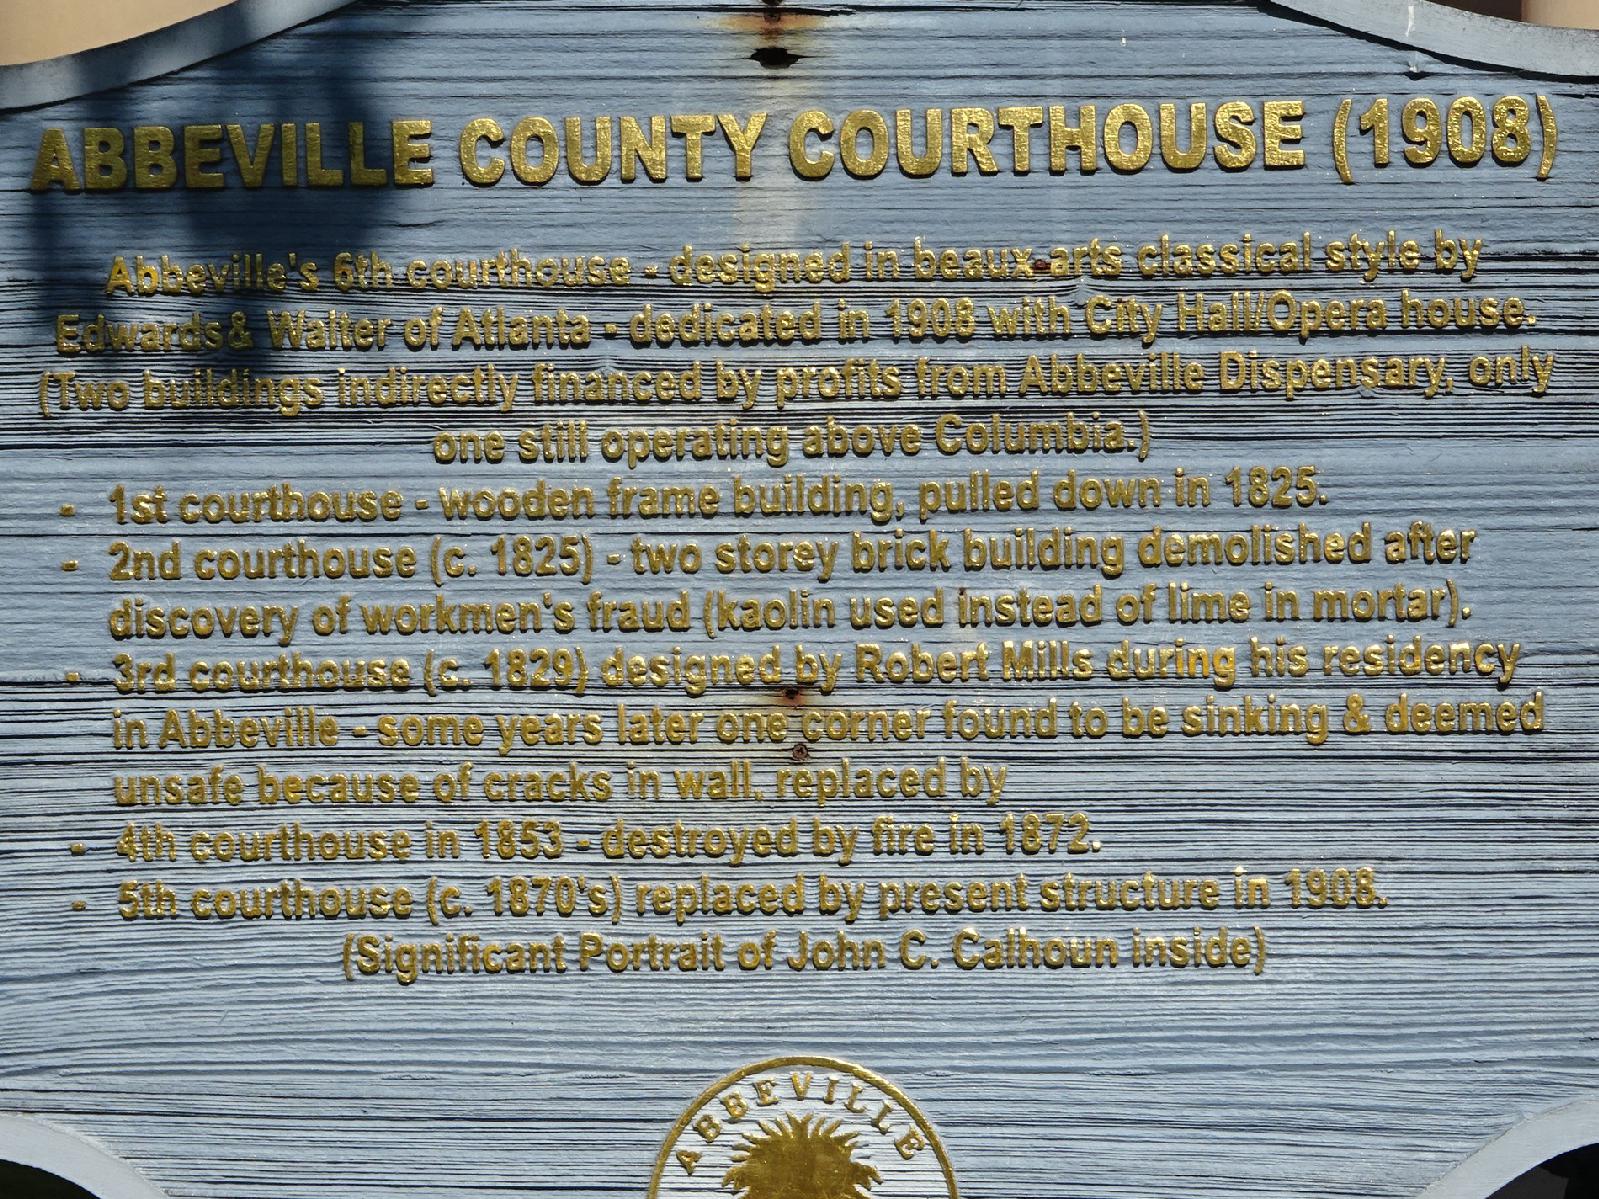 ABBEVILLE COUNTY COURTHOUSE (1908)
Abbeville's 6th courthouse - designed in beaux-arts classical style by
Edwards & Walter of Atlanta - dedicated in 1908 with City Hall/Opera house.
(Two buildings indirectly financed by profits from Abbeville Dispensary, only
one still operating above Columbia.)
- 1st courthouse - wooden frame building, pulled down in 1825.
- 2nd courthouse (c. 1825) - two storey brick building demolished after
discovery of workmen's fraud (kaolin used instead of lime in mortar).
- 3rd courthouse (c. 1829) designed by Robert Mills during his residency
in Abbeville - some years later one corner found to be sinking & deemed
unsafe because of cracks in wall, replaced by
- 4th courthouse in 1853 - destroyed by fire in 1872.
- 5th courthouse (c. 1870's) replaced by present structure in 1908.
(Significant Portrait of John C. Calhoun inside)
ABBEVILLE